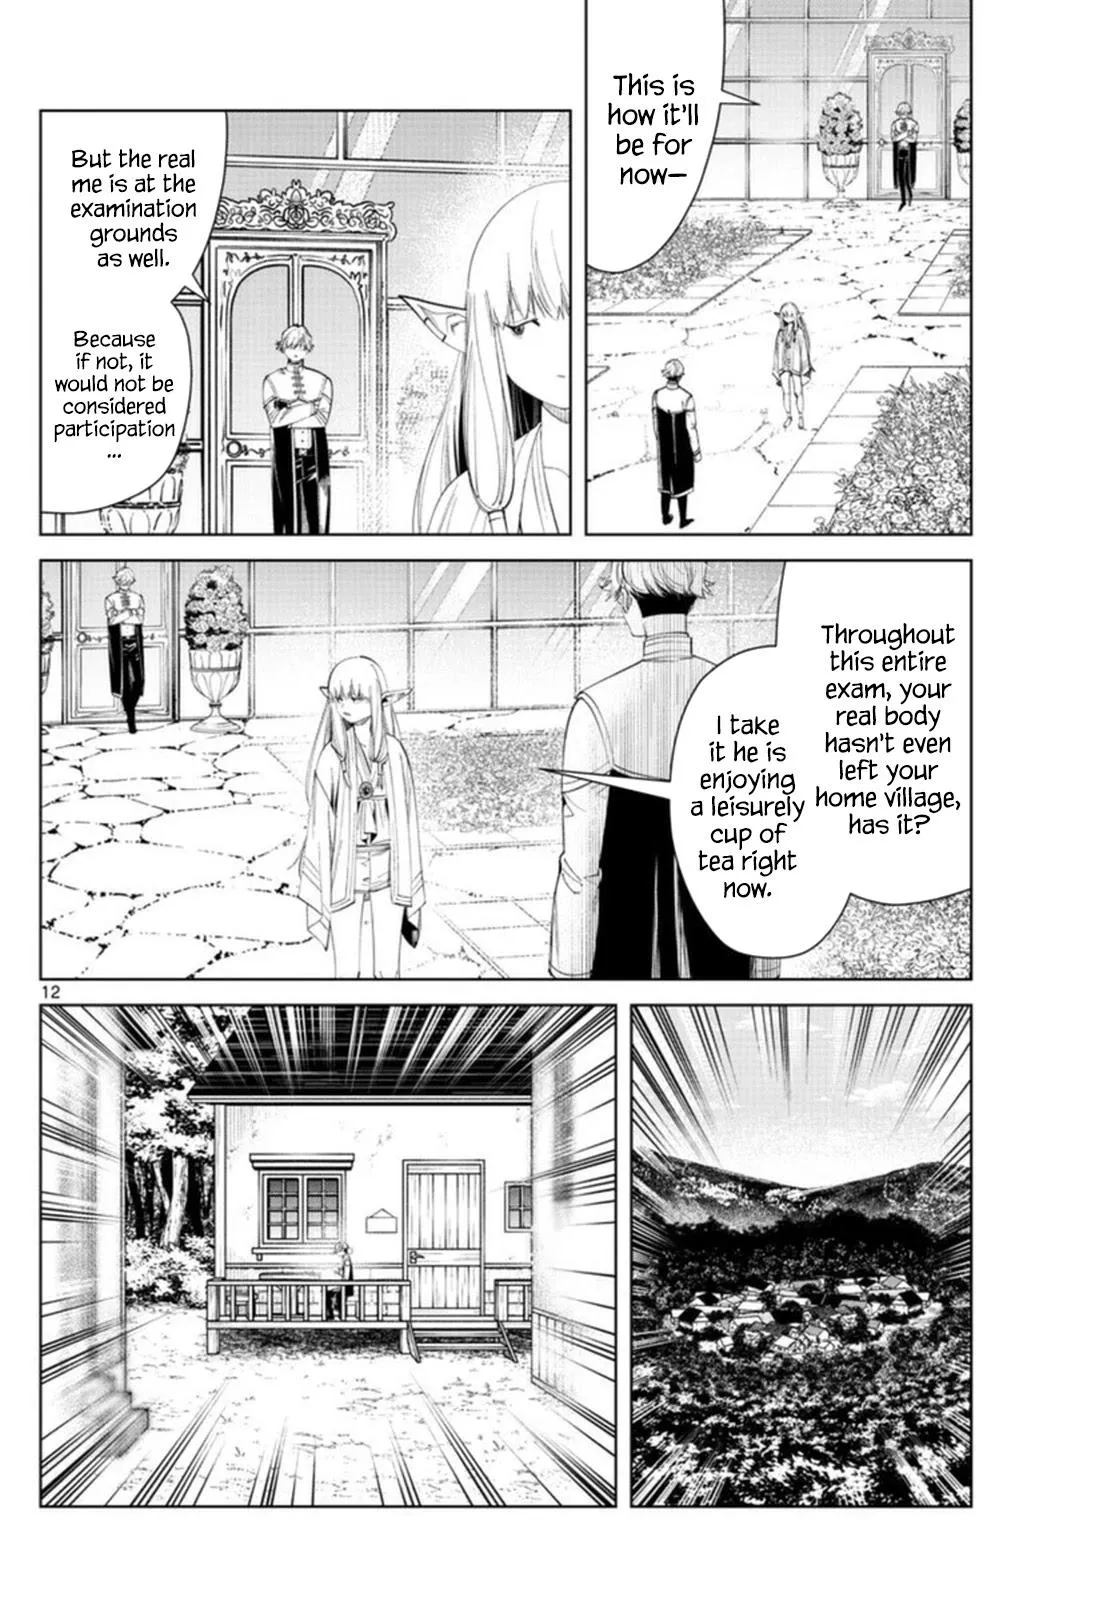 This is
how it'll
be for
now—
But the real
me is at the
examination
grounds
as well.
Because
if not, it
would not be
considered
participation
...
Throughout
this entire
exam, your
real body
hasn't even
left your
home village,
has it?
I take
it he is
enjoying
a leisurely
cup of
tea right
now.
12